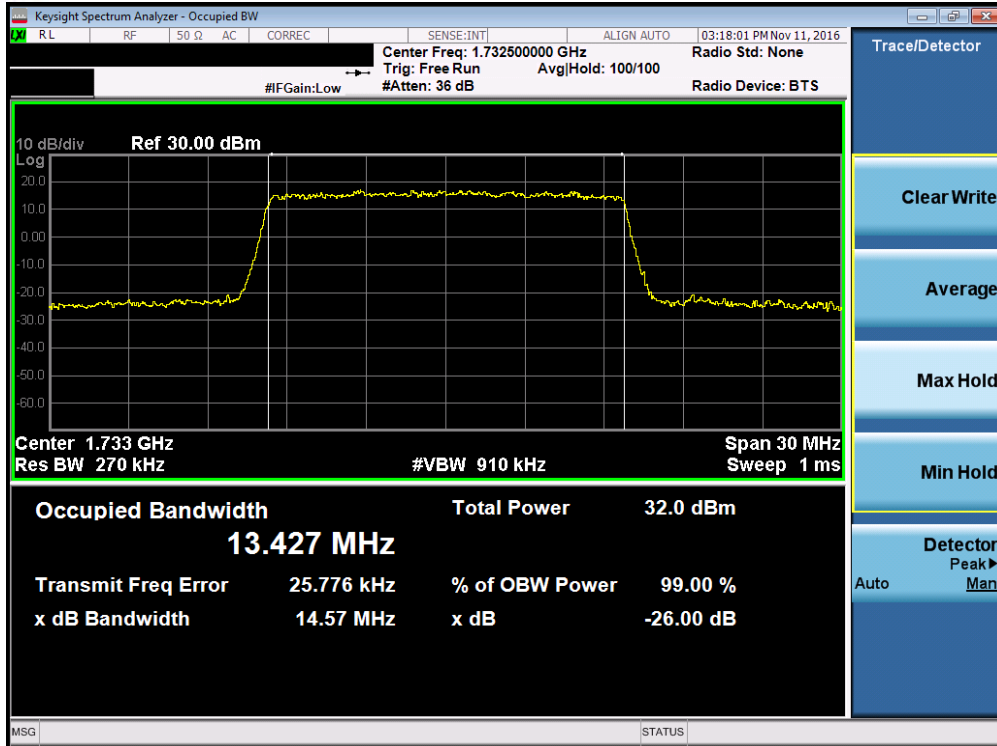 Keysight Spectrum Analyzer - Occupied BW
LXI RL RF 50 Ω AC CORREC SENSE:INT ALIGN AUTO 03:18:01 PM Nov 11, 2016
Center Freq: 1.732500000 GHz Radio Std: None
Trig: Free Run Avg|Hold: 100/100
#IFGain:Low #Atten: 36 dB Radio Device: BTS
10 dB/div Ref 30.00 dBm
Log
20.0
10.0
0.00
-10.0
-20.0
-30.0
-40.0
-50.0
-60.0
Center 1.733 GHz Span 30 MHz
Res BW 270 kHz #VBW 910 kHz Sweep 1 ms
Occupied Bandwidth Total Power 32.0 dBm
13.427 MHz
Transmit Freq Error 25.776 kHz % of OBW Power 99.00 %
x dB Bandwidth 14.57 MHz x dB -26.00 dB
MSG STATUS
Trace/Detector
Clear Write
Average
Max Hold
Min Hold
Detector
Peak
Auto Man